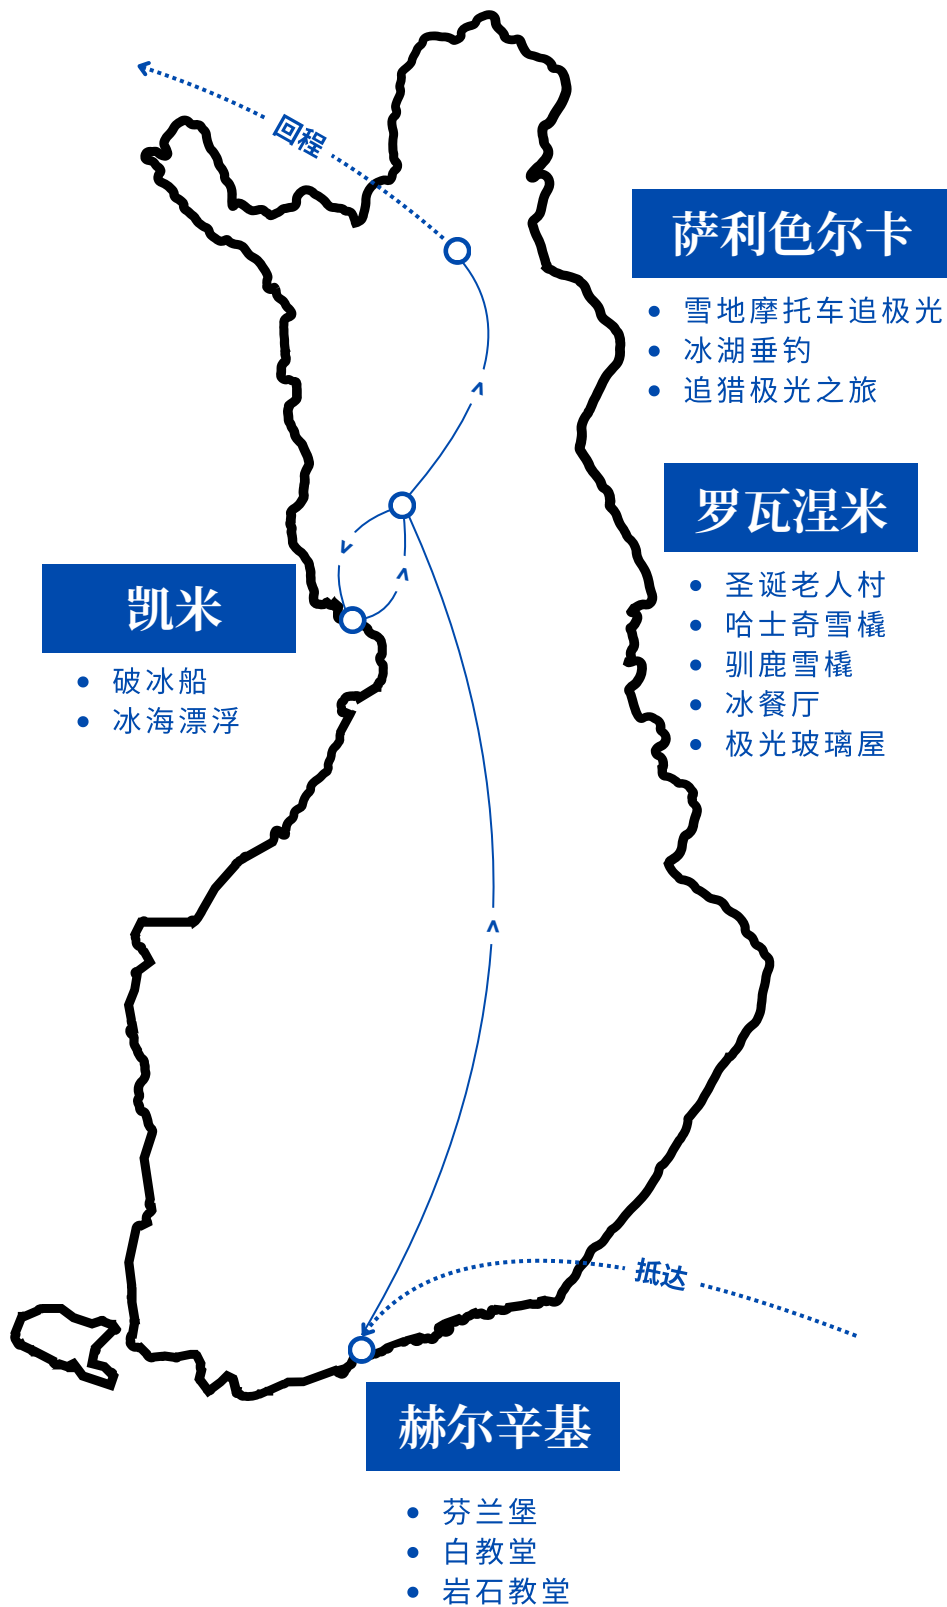 回程
萨利色尔卡
雪地摩托车追极光
冰湖垂钓
追猎极光之旅
罗瓦涅米
圣诞老人村
哈士奇雪橇
驯鹿雪橇
冰餐厅
极光玻璃屋
凯米
破冰船
冰海漂浮
抵达
赫尔辛基
芬兰堡
白教堂
岩石教堂